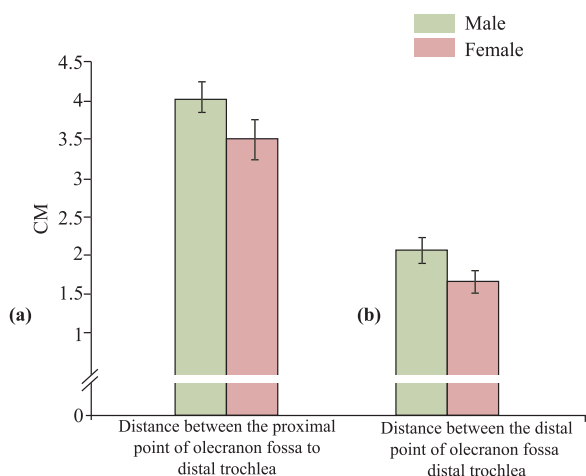 Male
Female
4.5
4
3.5
3
2.5
2
1.5
1
0
CM
(a)
(b)
Distance between the proximal
point of olecranon fossa to
distal trochlea
Distance between the distal
point of olecranon fossa
distal trochlea